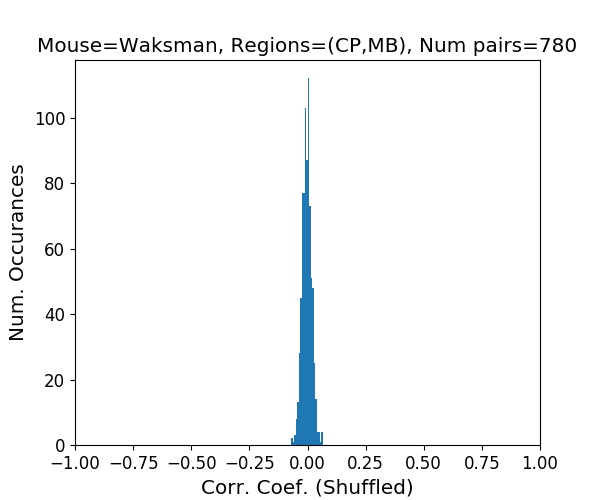 Mouse=Waksman, Regions=(CP,MB), Num pairs=780
Num. Occurances
100
80
60
40
20
0
−1.00 −0.75 −0.50 −0.25 0.00 0.25 0.50 0.75 1.00
Corr. Coef. (Shuffled)